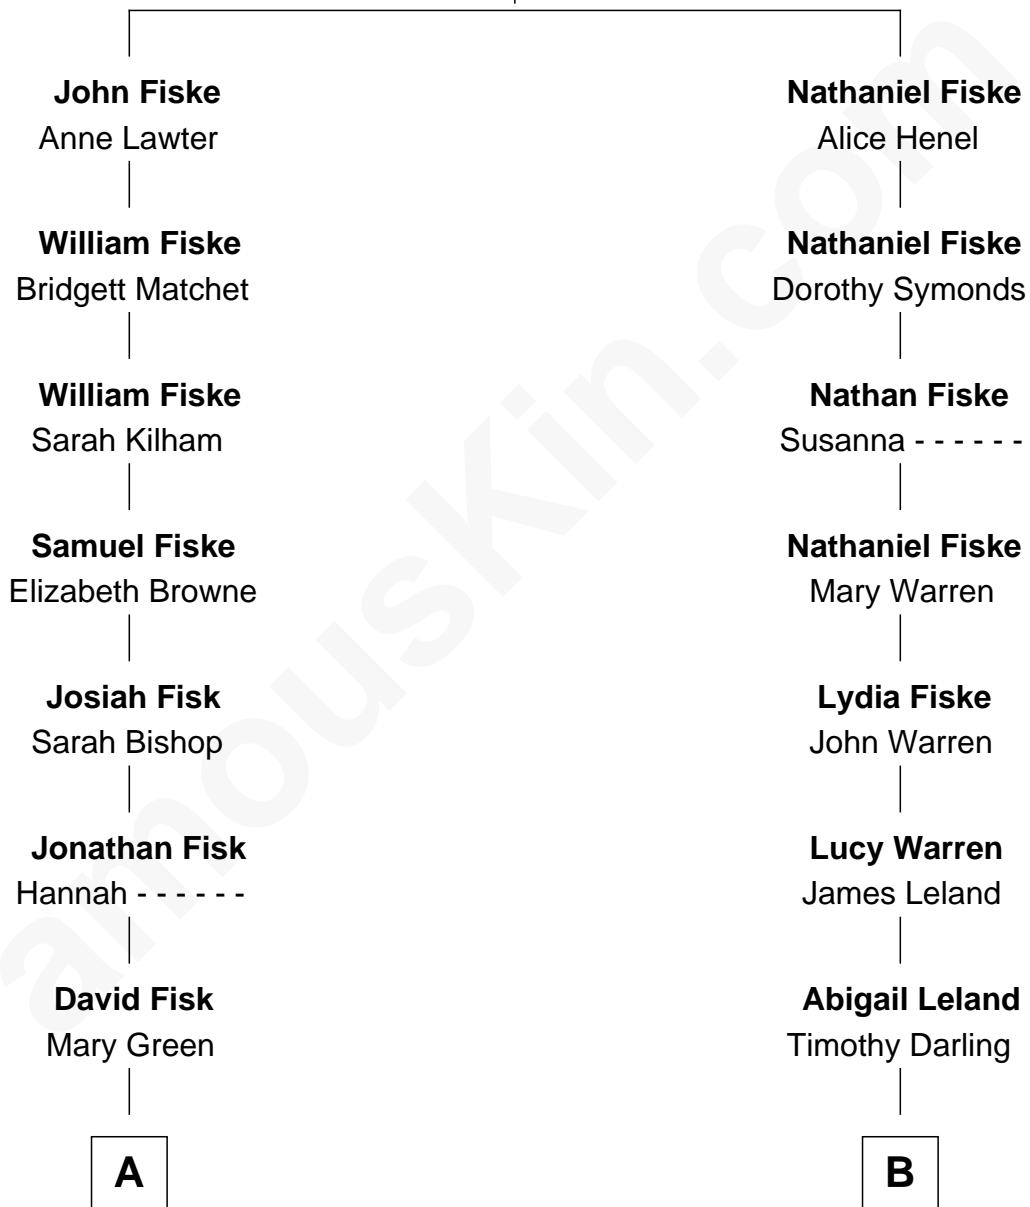 John Fiske
Anne Lawter
William Fiske
Bridgett Matchet
William Fiske
Sarah Kilham
Samuel Fiske
Elizabeth Browne
Josiah Fisk
Sarah Bishop
Jonathan Fisk
Hannah - - - - - -
David Fisk
Mary Green
A
Nathaniel Fiske
Alice Henel
Nathaniel Fiske
Dorothy Symonds
Nathan Fiske
Susanna - - - - - -
Nathaniel Fiske
Mary Warren
Lydia Fiske
John Warren
Lucy Warren
James Leland
Abigail Leland
Timothy Darling
B
amouskin.com